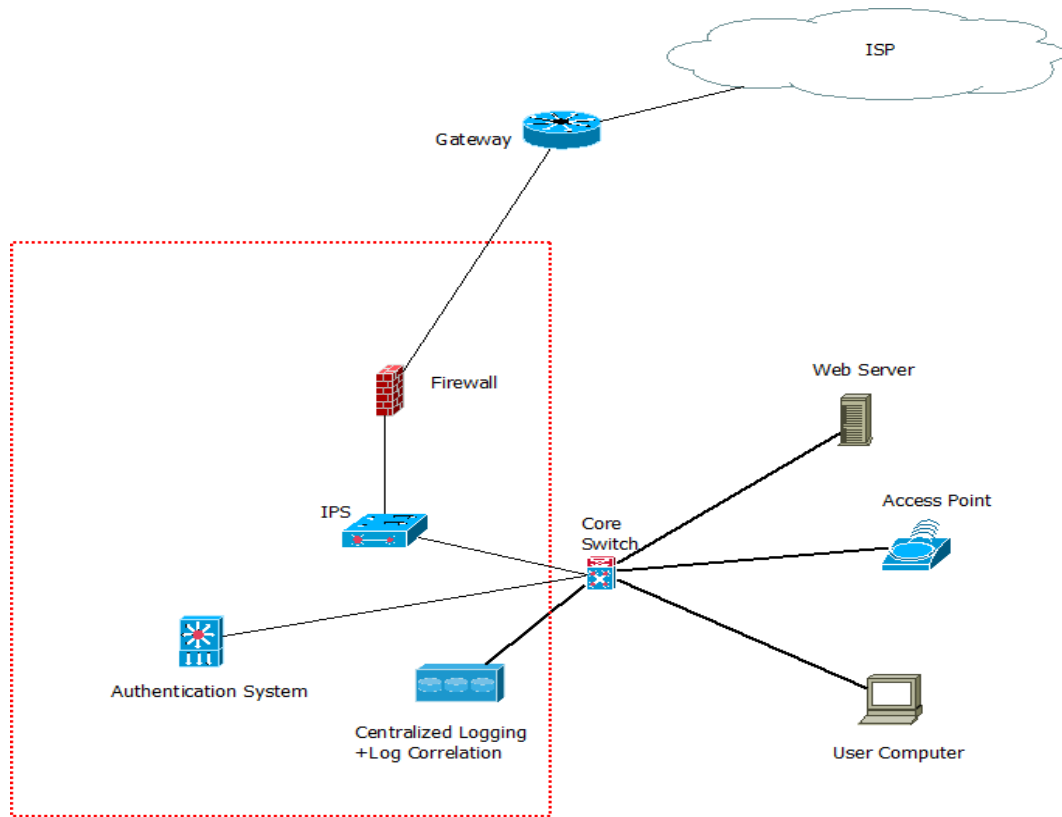 ISP
Gateway
Firewall
Web Server
IPS
Core
Switch
Access Point
Authentication System
Centralized Logging
+Log Correlation
User Computer